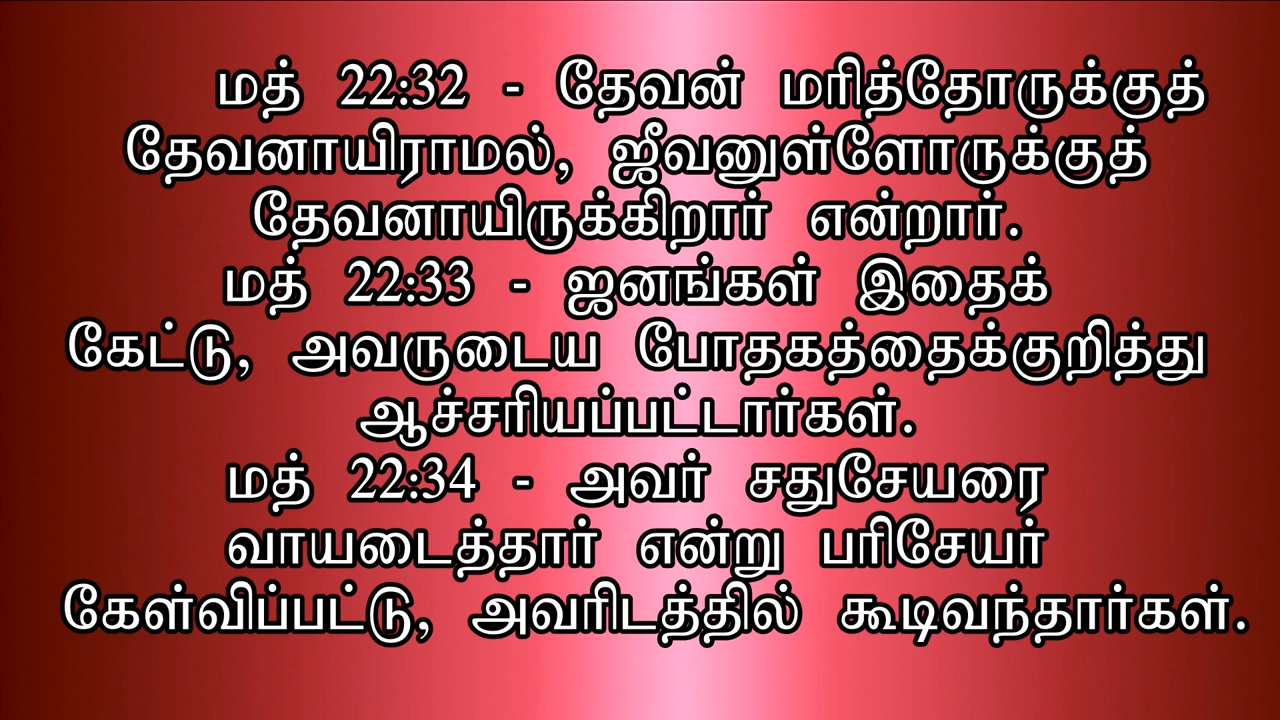 மத் 22:32 - தேவன் மரித்தோருக்குத்
தேவனாயிராமல், ஜீவனுள்ளோருக்குத்
தேவனாயிருக்கிறார் என்றார்.
மத் 22:33 - ஜனங்கள் இதைக்
கேட்டு, அவருடைய போதகத்தைக்குறித்து
ஆச்சரியப்பட்டார்கள்.
மத் 22:34 - அவர் சதுசேயரை
வாயடைத்தார் என்று பரிசேயர்
கேள்விப்பட்டு, அவரிடத்தில் கூடிவந்தார்கள்.